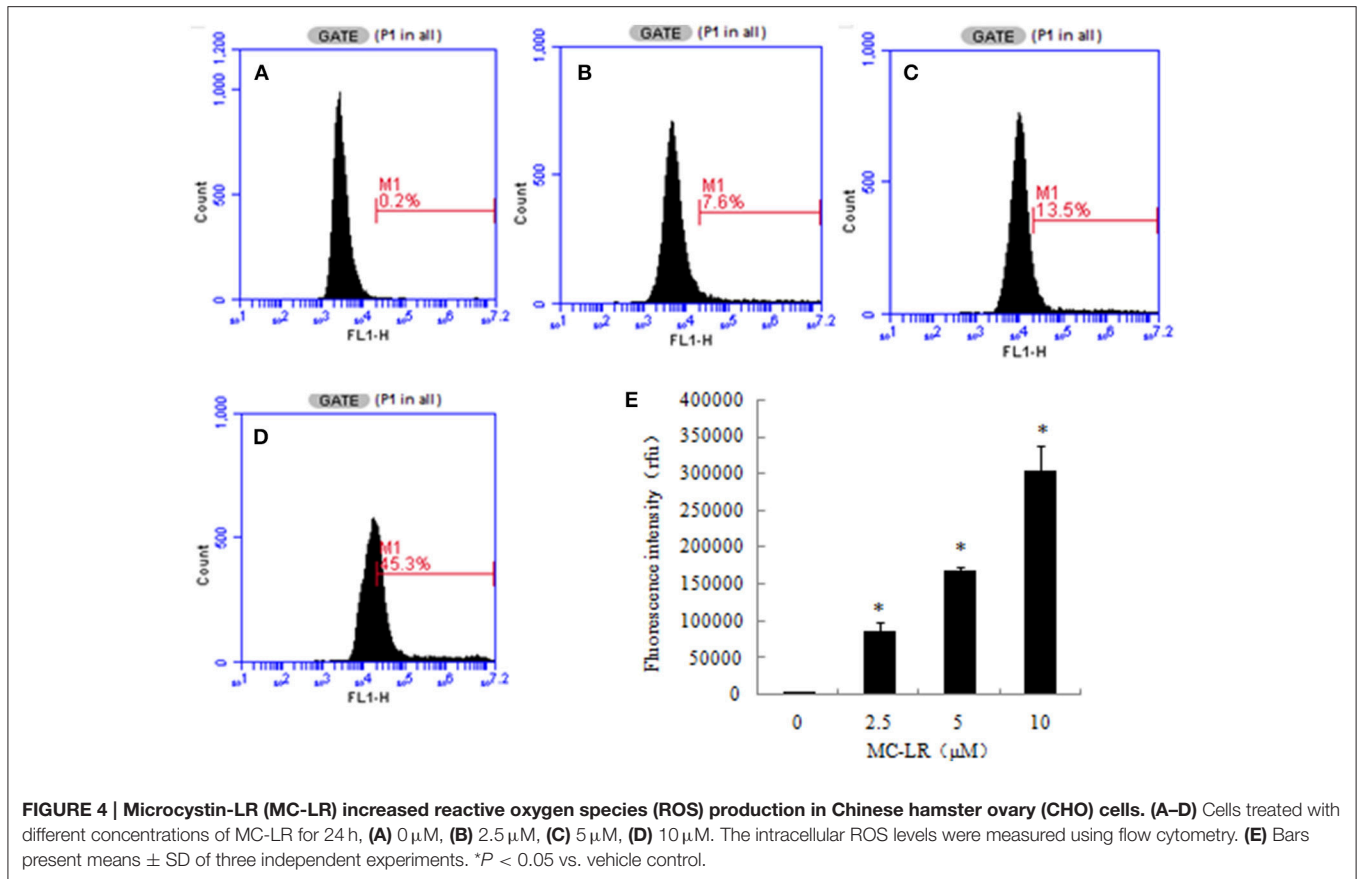 GATE (P1 in all)
A
1,200
1,000
500
0
Count
M1
0.2%
FL1-H
GATE (P1 in all)
B
1,000
500
0
Count
M1
7.6%
FL1-H
GATE (P1 in all)
C
1,000
500
0
Count
M1
13.5%
FL1-H
GATE (P1 in all)
D
1,000
500
0
Count
M1
45.3%
FL1-H
E
400000
350000
300000
250000
200000
150000
100000
50000
0
Fluorescence intensity (rfu)
*
*
*
0 2.5 5 10
MC-LR (μM)
FIGURE 4 | Microcystin-LR (MC-LR) increased reactive oxygen species (ROS) production in Chinese hamster ovary (CHO) cells. (A–D) Cells treated with
different concentrations of MC-LR for 24 h, (A) 0 μM, (B) 2.5 μM, (C) 5 μM, (D) 10 μM. The intracellular ROS levels were measured using flow cytometry. (E) Bars
present means ± SD of three independent experiments. *P < 0.05 vs. vehicle control.